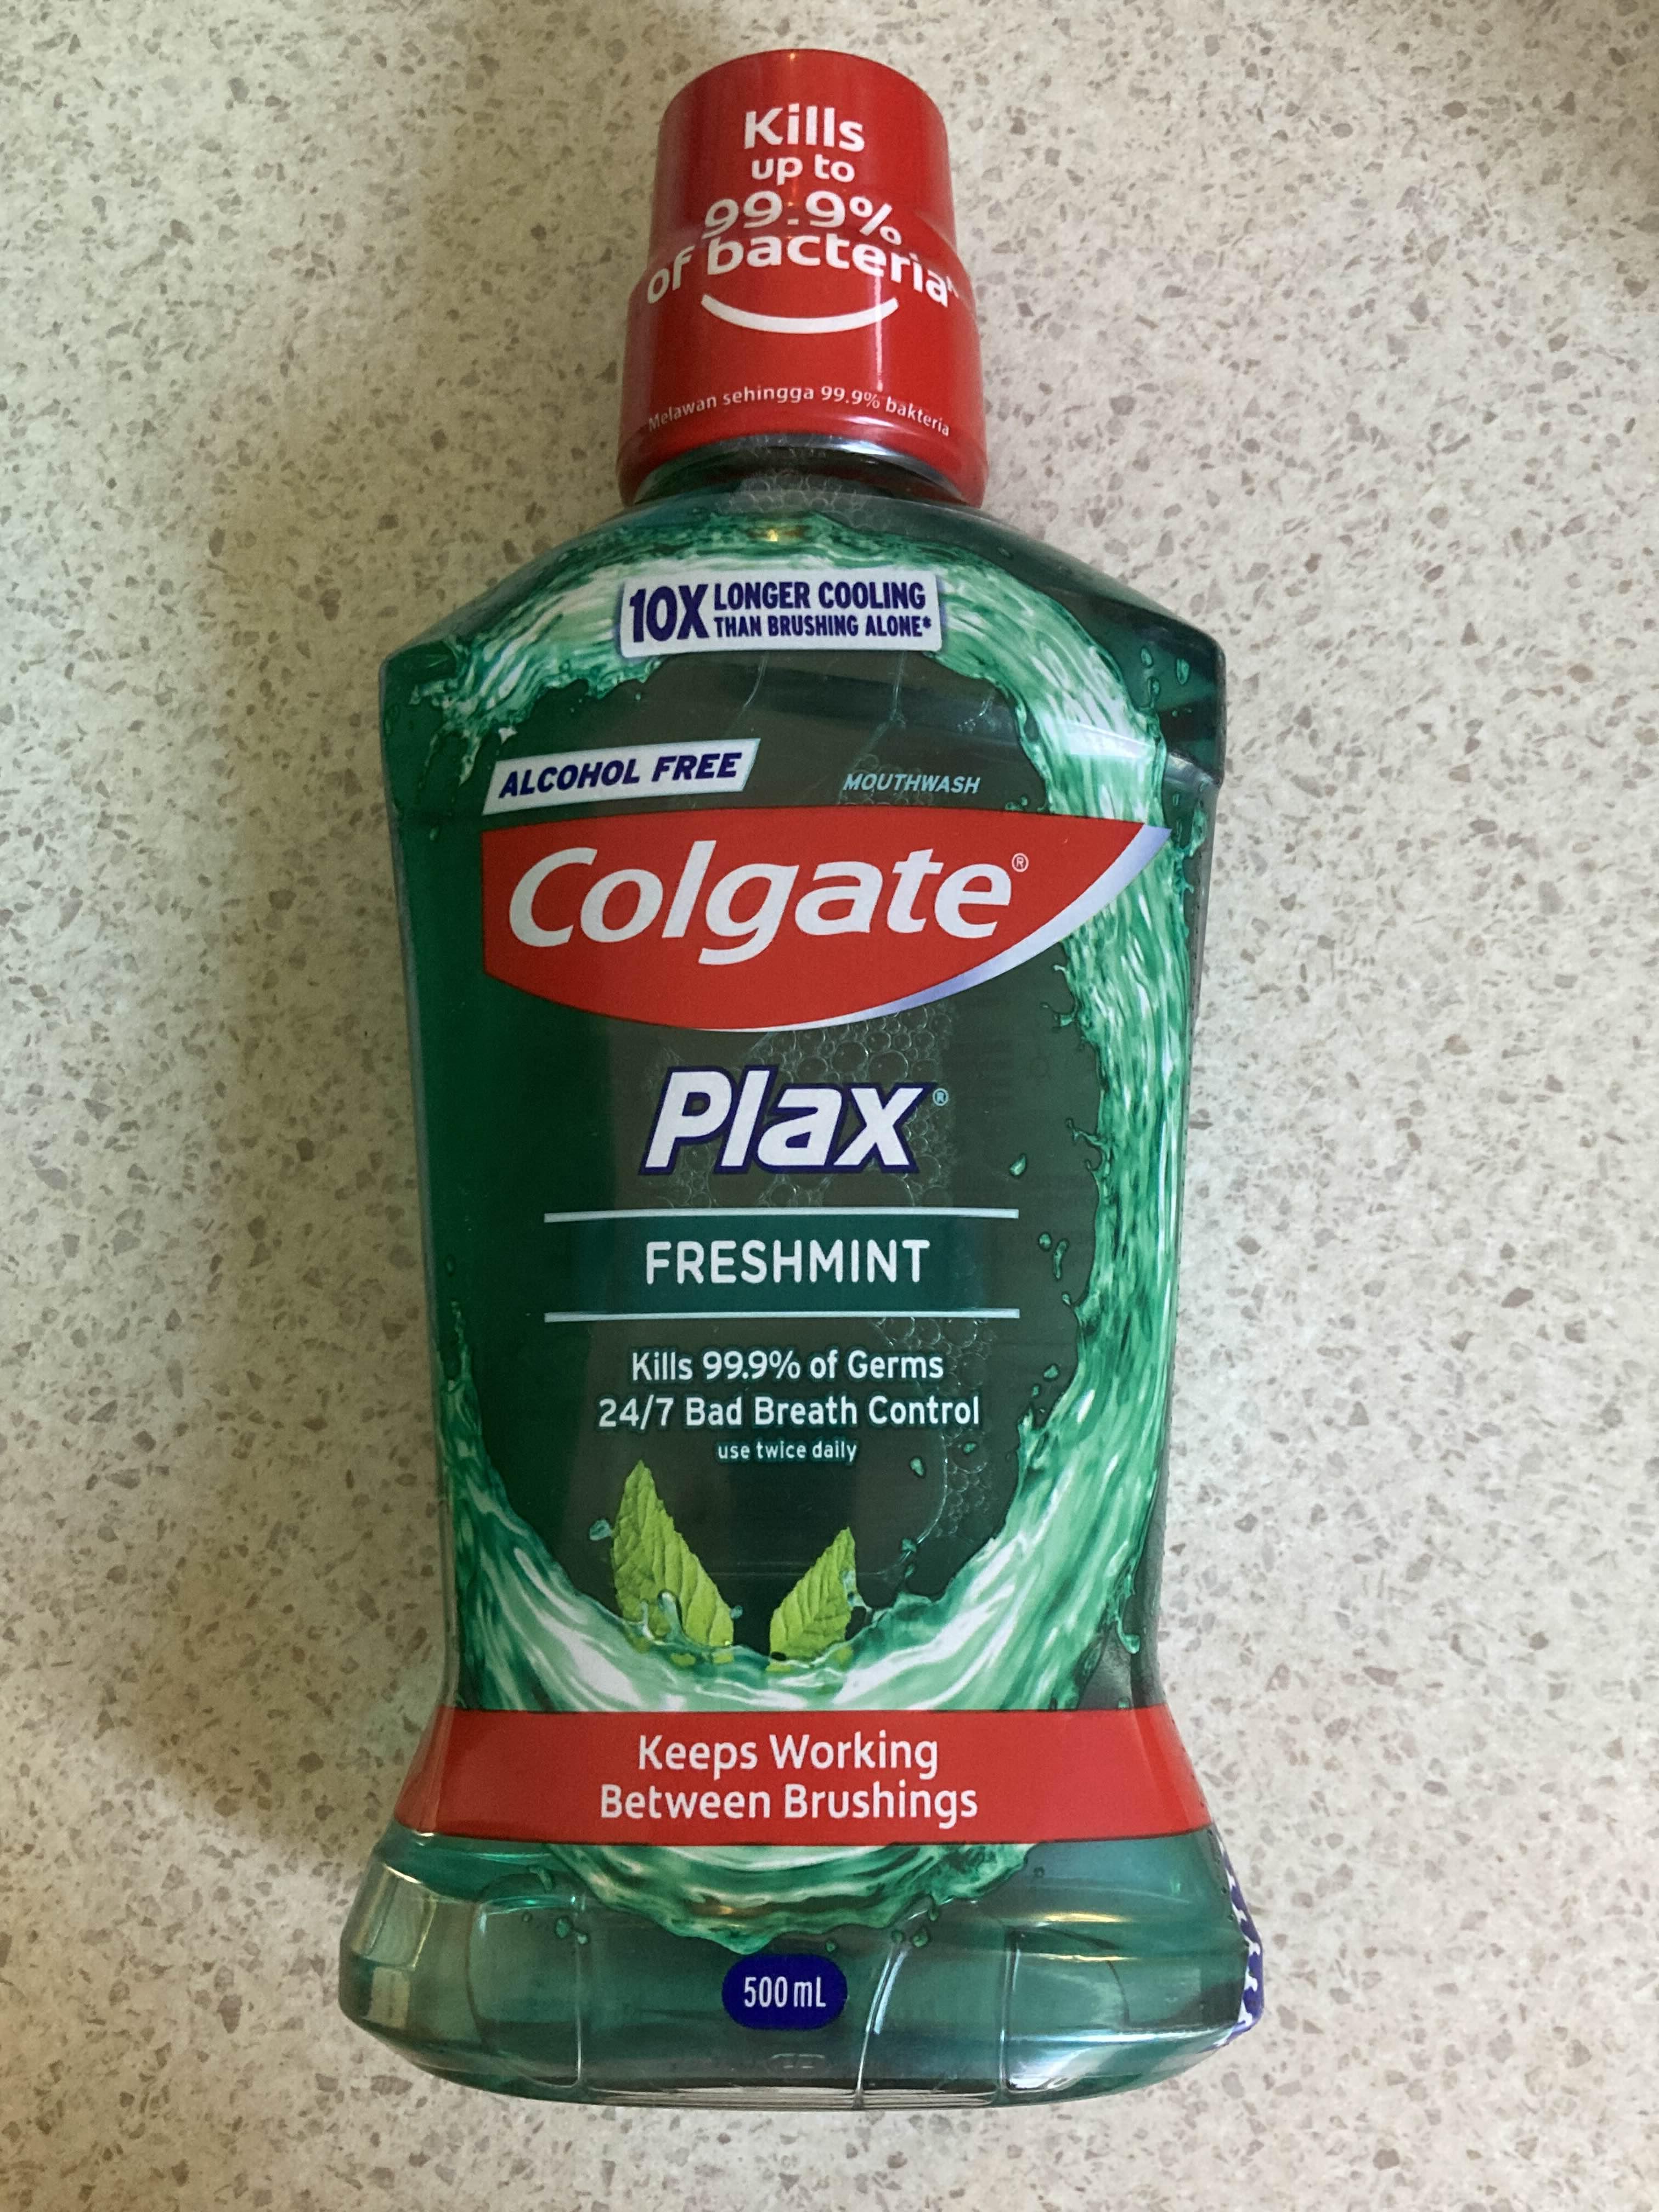 Kills
up to
99.9%
of bacteria^
Melawan sehingga 99.9% bakteria
10X LONGER COOLING
THAN BRUSHING ALONE*
ALCOHOL FREE
MOUTHWASH
Colgate®
Plax®
FRESHMINT
Kills 99.9% of Germs
24/7 Bad Breath Control
use twice daily
Keeps Working
Between Brushings
500 mL